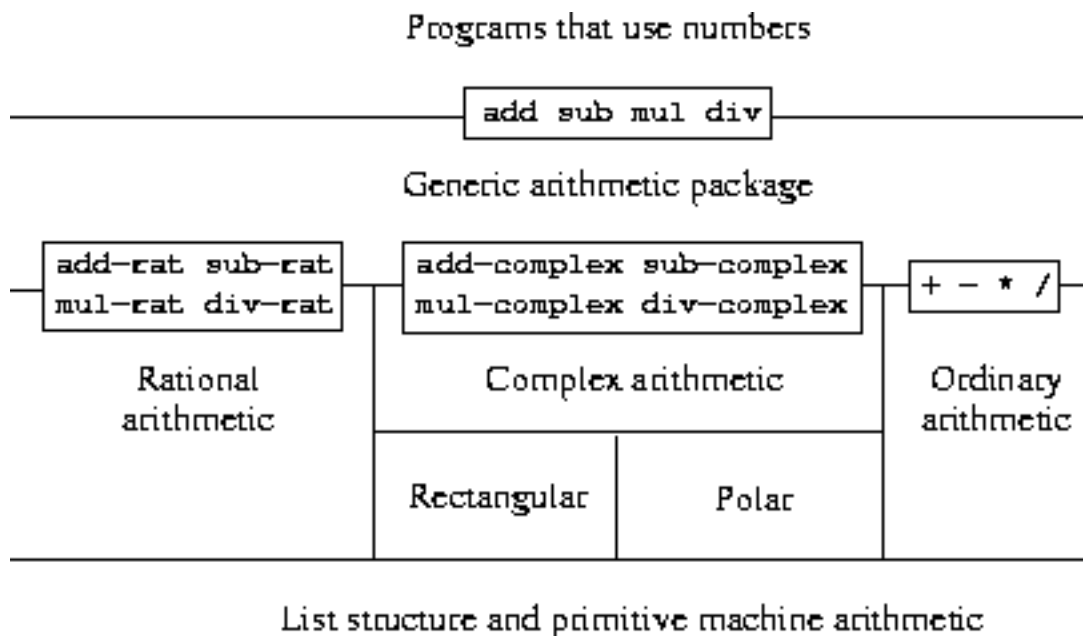 Programs that use numbers
add sub mul div
Generic arithmetic package
add-rat sub-rat
mul-rat div-rat
add-complex sub-complex
mul-complex div-complex
+ - * /
Rational
arithmetic
Complex arithmetic
Ordinary
arithmetic
Rectangular
Polar
List structure and primitive machine arithmetic